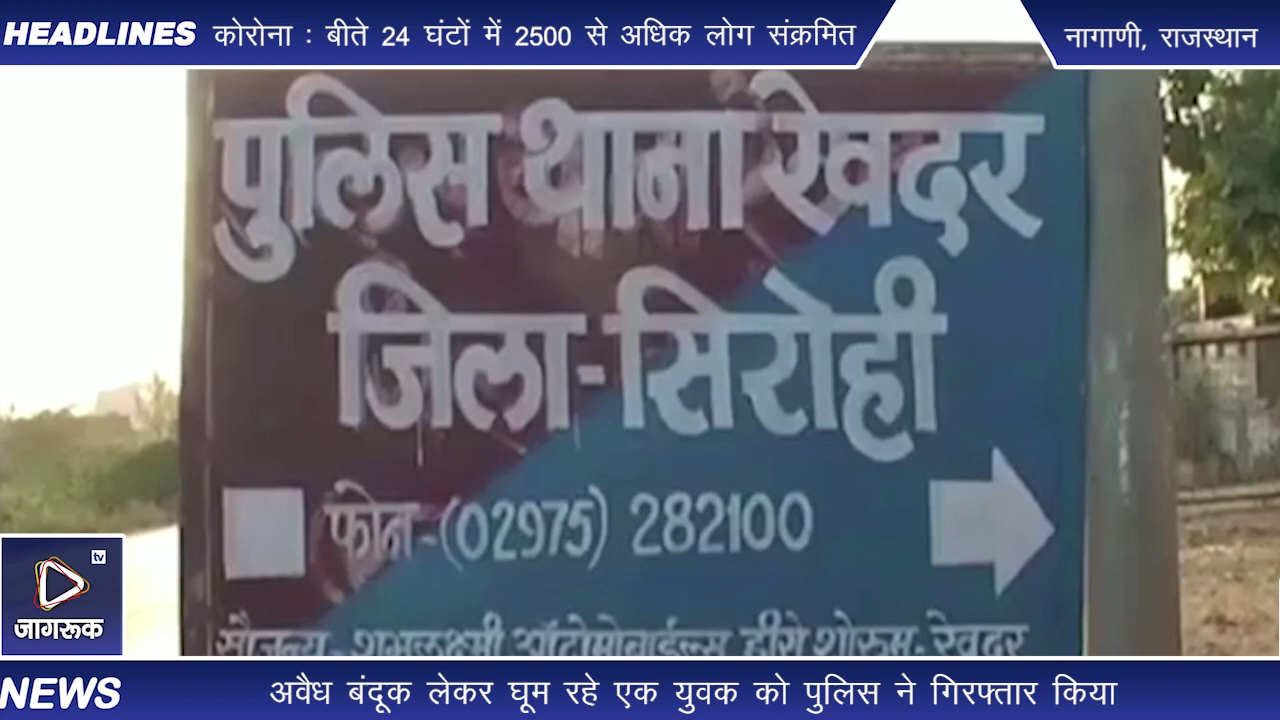 HEADLINES कोरोना : बीते 24 घंटों में 2500 से अधिक लोग संक्रमित
नागाणी, राजस्थान
पुलिस थाना रेवदर
जिला-सिरोही
फोन-(02975) 282100
सौजन्य-शुभलक्ष्मी ऑटोमोबाईल्स हीरो शोरुम-रेवदर
tv
जागरूक
NEWS अवैध बंदूक लेकर घूम रहे एक युवक को पुलिस ने गिरफ्तार किया